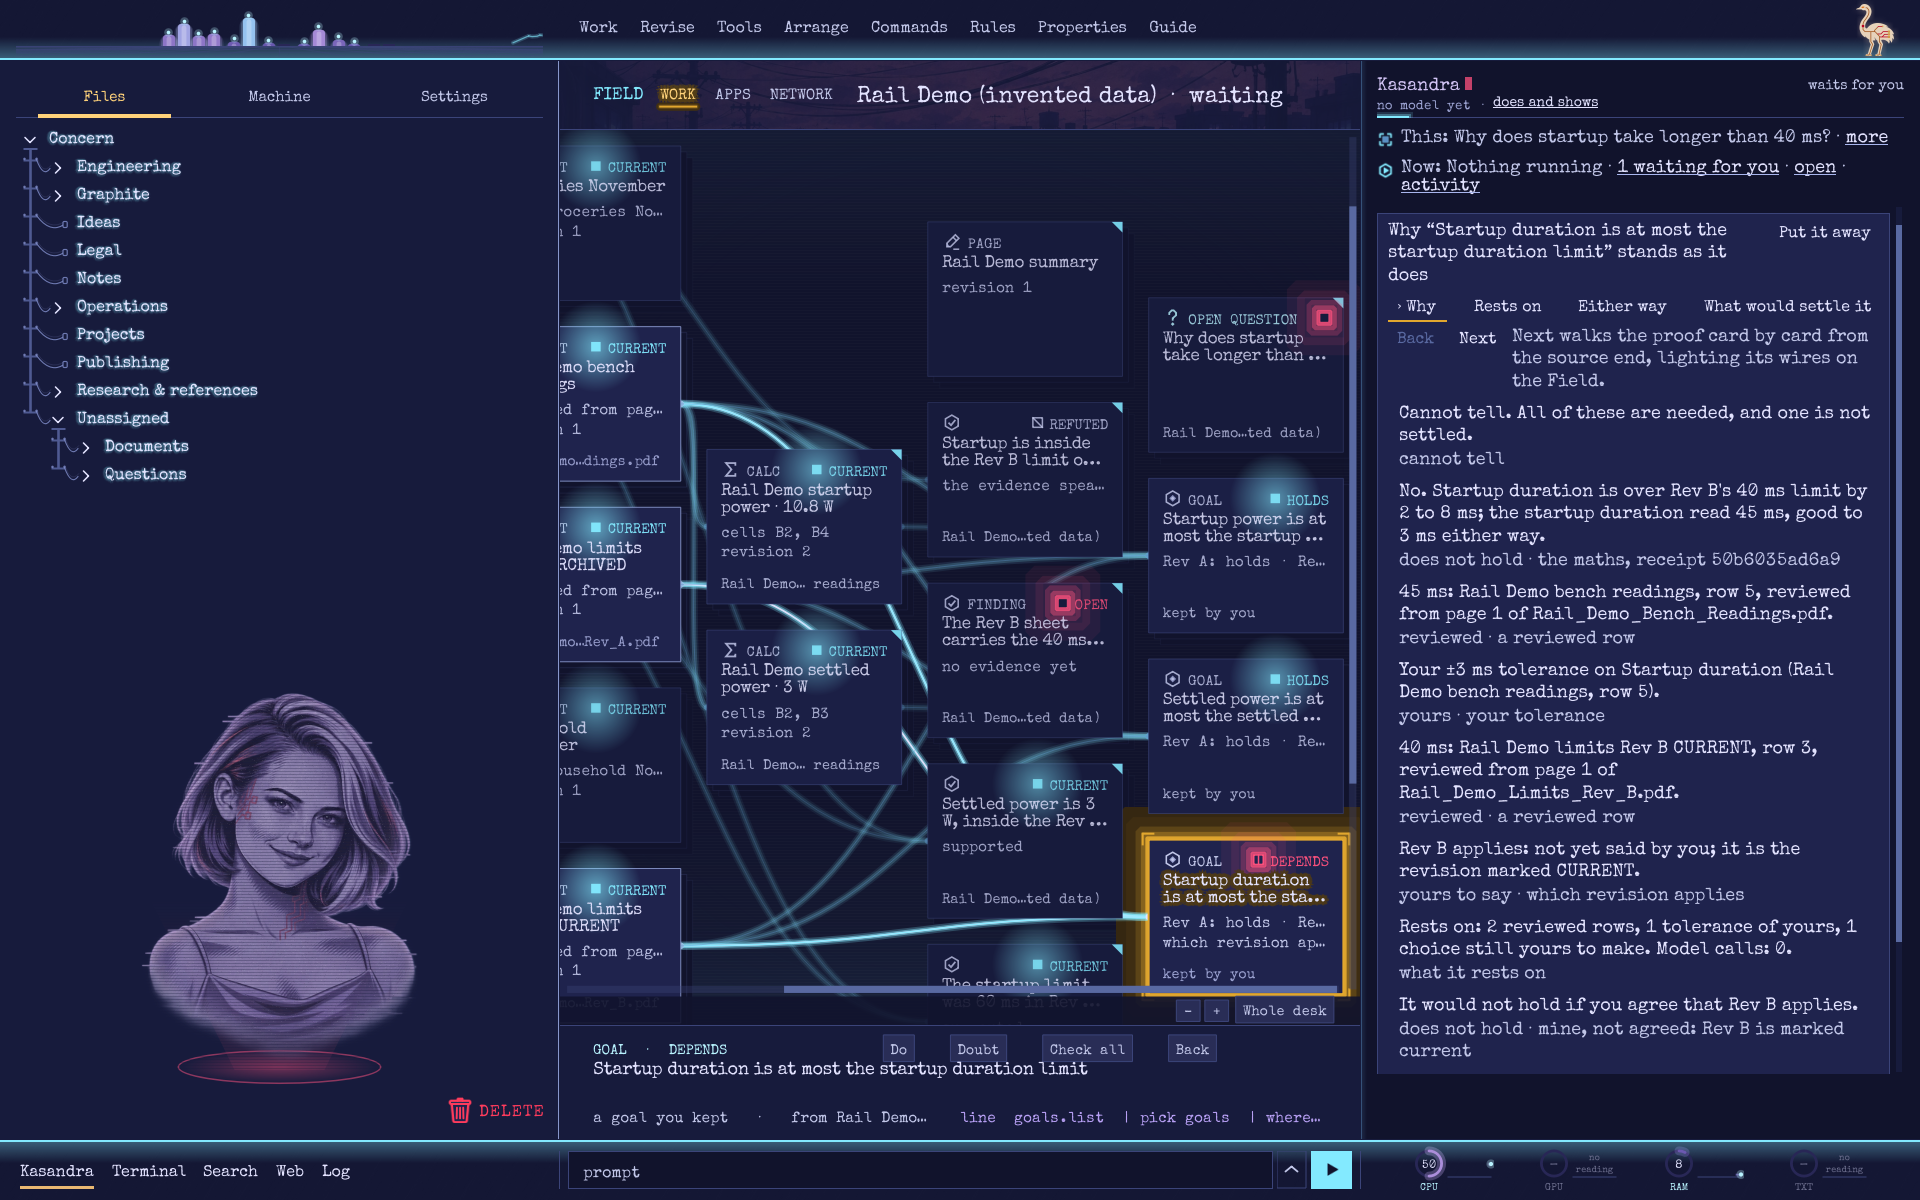 Work Revise Tools Arrange Commands Rules Properties Guide
Files Machine Settings
Concern
Engineering
Graphite
Ideas
Legal
Notes
Operations
Projects
Publishing
Research & references
Unassigned
Documents
Questions
DELETE
FIELD WORK APPS NETWORK Rail Demo (invented data) · waiting
T CURRENT
ies November
roceries No…
1
T CURRENT
emo bench
gs
ed from pag…
1
mo…dings.pdf
T CURRENT
emo limits
RCHIVED
ed from pag…
1
mo…Rev_A.pdf
T CURRENT
old
er
ousehold No…
1
T CURRENT
emo limits
URRENT
ed from pag…
1
mo…Rev_B.pdf
CALC CURRENT
Rail Demo startup
power · 10.8 W
cells B2, B4
revision 2
Rail Demo… readings
CALC CURRENT
Rail Demo settled
power · 3 W
cells B2, B3
revision 2
Rail Demo… readings
PAGE
Rail Demo summary
revision 1
REFUTED
Startup is inside
the Rev B limit o…
the evidence spea…
Rail Demo…ted data)
FINDING OPEN
The Rev B sheet
carries the 40 ms…
no evidence yet
Rail Demo…ted data)
CURRENT
Settled power is 3
W, inside the Rev …
supported
Rail Demo…ted data)
CURRENT
The startup limit
was 60 ms in Rev …
? OPEN QUESTION
Why does startup
take longer than …
Rail Demo…ted data)
GOAL HOLDS
Startup power is at
most the startup …
Rev A: holds · Re…
kept by you
GOAL HOLDS
Settled power is at
most the settled …
Rev A: holds · Re…
kept by you
GOAL DEPENDS
Startup duration
is at most the sta…
Rev A: holds · Re…
which revision ap…
kept by you
- + Whole desk
GOAL · DEPENDS Do Doubt Check all Back
Startup duration is at most the startup duration limit
a goal you kept · from Rail Demo… line goals.list | pick goals | where…
Kasandra waits for you
no model yet · does and shows
This: Why does startup take longer than 40 ms? · more
Now: Nothing running · 1 waiting for you · open ·
activity
Why “Startup duration is at most the
startup duration limit” stands as it
does
Put it away
› Why Rests on Either way What would settle it
Back Next Next walks the proof card by card from
the source end, lighting its wires on
the Field.
Cannot tell. All of these are needed, and one is not
settled.
cannot tell
No. Startup duration is over Rev B's 40 ms limit by
2 to 8 ms; the startup duration read 45 ms, good to
3 ms either way.
does not hold · the maths, receipt 50b6035ad6a9
45 ms: Rail Demo bench readings, row 5, reviewed
from page 1 of Rail_Demo_Bench_Readings.pdf.
reviewed · a reviewed row
Your ±3 ms tolerance on Startup duration (Rail
Demo bench readings, row 5).
yours · your tolerance
40 ms: Rail Demo limits Rev B CURRENT, row 3,
reviewed from page 1 of
Rail_Demo_Limits_Rev_B.pdf.
reviewed · a reviewed row
Rev B applies: not yet said by you; it is the
revision marked CURRENT.
yours to say · which revision applies
Rests on: 2 reviewed rows, 1 tolerance of yours, 1
choice still yours to make. Model calls: 0.
what it rests on
It would not hold if you agree that Rev B applies.
does not hold · mine, not agreed: Rev B is marked
current
Kasandra Terminal Search Web Log
prompt
50 CPU
– no reading GPU
8 RAM
– no reading TXT